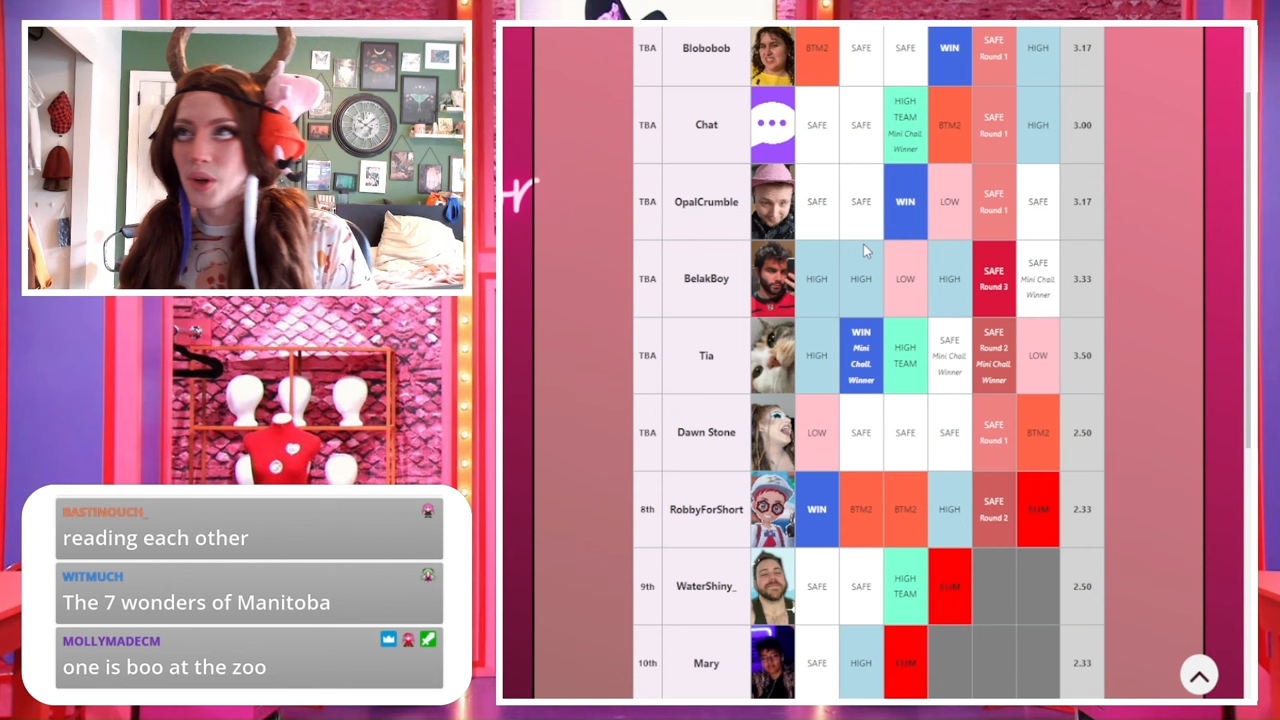 TBA Blobobob BTM2 SAFE SAFE WIN SAFE Round 1 HIGH 3.17
TBA Chat SAFE SAFE HIGH TEAM Mini Chall. Winner BTM2 SAFE Round 1 HIGH 3.00
TBA OpalCrumble SAFE SAFE WIN LOW SAFE Round 1 SAFE 3.17
TBA BelakBoy HIGH HIGH LOW HIGH SAFE Round 3 SAFE Mini Chall. Winner 3.33
TBA Tia HIGH WIN Mini Chall. Winner HIGH TEAM SAFE Mini Chall. Winner SAFE Round 2 Mini Chall. Winner LOW 3.50
TBA Dawn Stone LOW SAFE SAFE SAFE SAFE Round 1 BTM2 2.50
8th RobbyForShort WIN BTM2 BTM2 HIGH SAFE Round 2 ELIM 2.33
9th WaterShiny_ SAFE SAFE HIGH TEAM ELIM 2.50
10th Mary SAFE HIGH ELIM 2.33
BASTINOUCH_
reading each other
WITMUCH
The 7 wonders of Manitoba
MOLLYMADECM
one is boo at the zoo